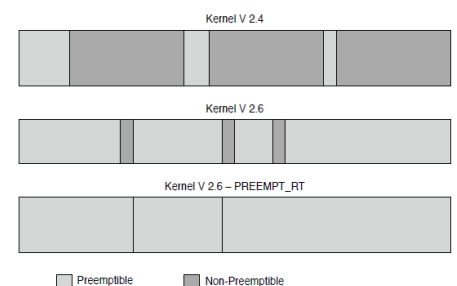 Kernel V 2.4
Kernel V 2.6
Kernel V 2.6 – PREEMPT_RT
Preemptible Non-Preemptible